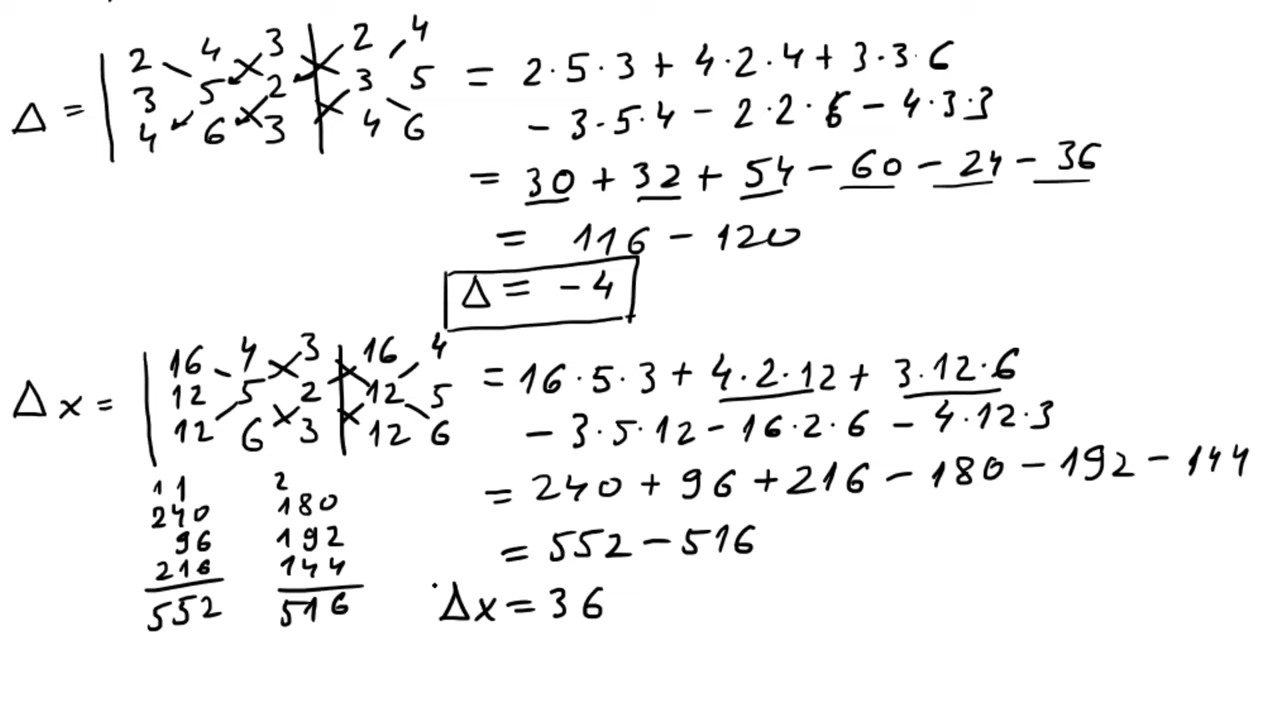 2 4 3 | 2 4
Δ = | 3 5 2 | 3 5 = 2·5·3 + 4·2·4 + 3·3·6
4 6 3 | 4 6 - 3·5·4 - 2·2·6 - 4·3·3
= 30 + 32 + 54 - 60 - 24 - 36
= 116 - 120
Δ = -4
16 4 3 | 16 4
Δx = | 12 5 2 | 12 5 = 16·5·3 + 4·2·12 + 3·12·6
12 6 3 | 12 6 - 3·5·12 - 16·2·6 - 4·12·3
= 240 + 96 + 216 - 180 - 192 - 144
= 552 - 516
Δx = 36
1 1
240
96
216
552
2
180
192
144
516